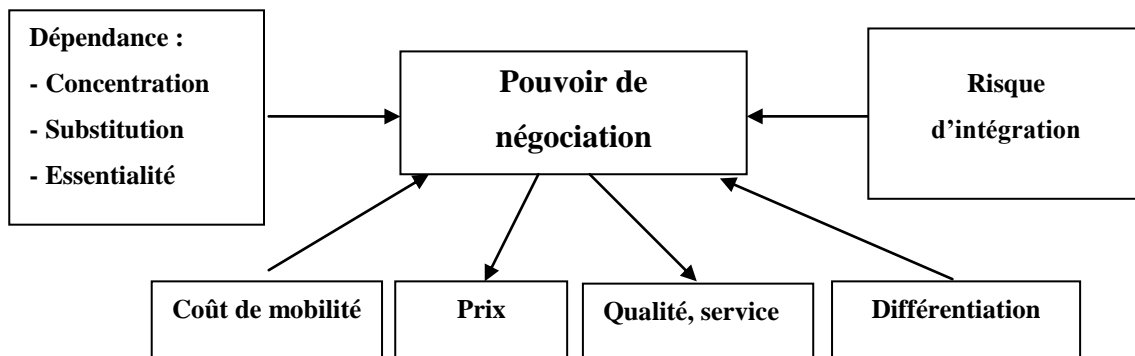 Dépendance :
- Concentration
- Substitution
- Essentialité
Pouvoir de
négociation
Risque
d’intégration
Coût de mobilité
Prix
Qualité, service
Différentiation